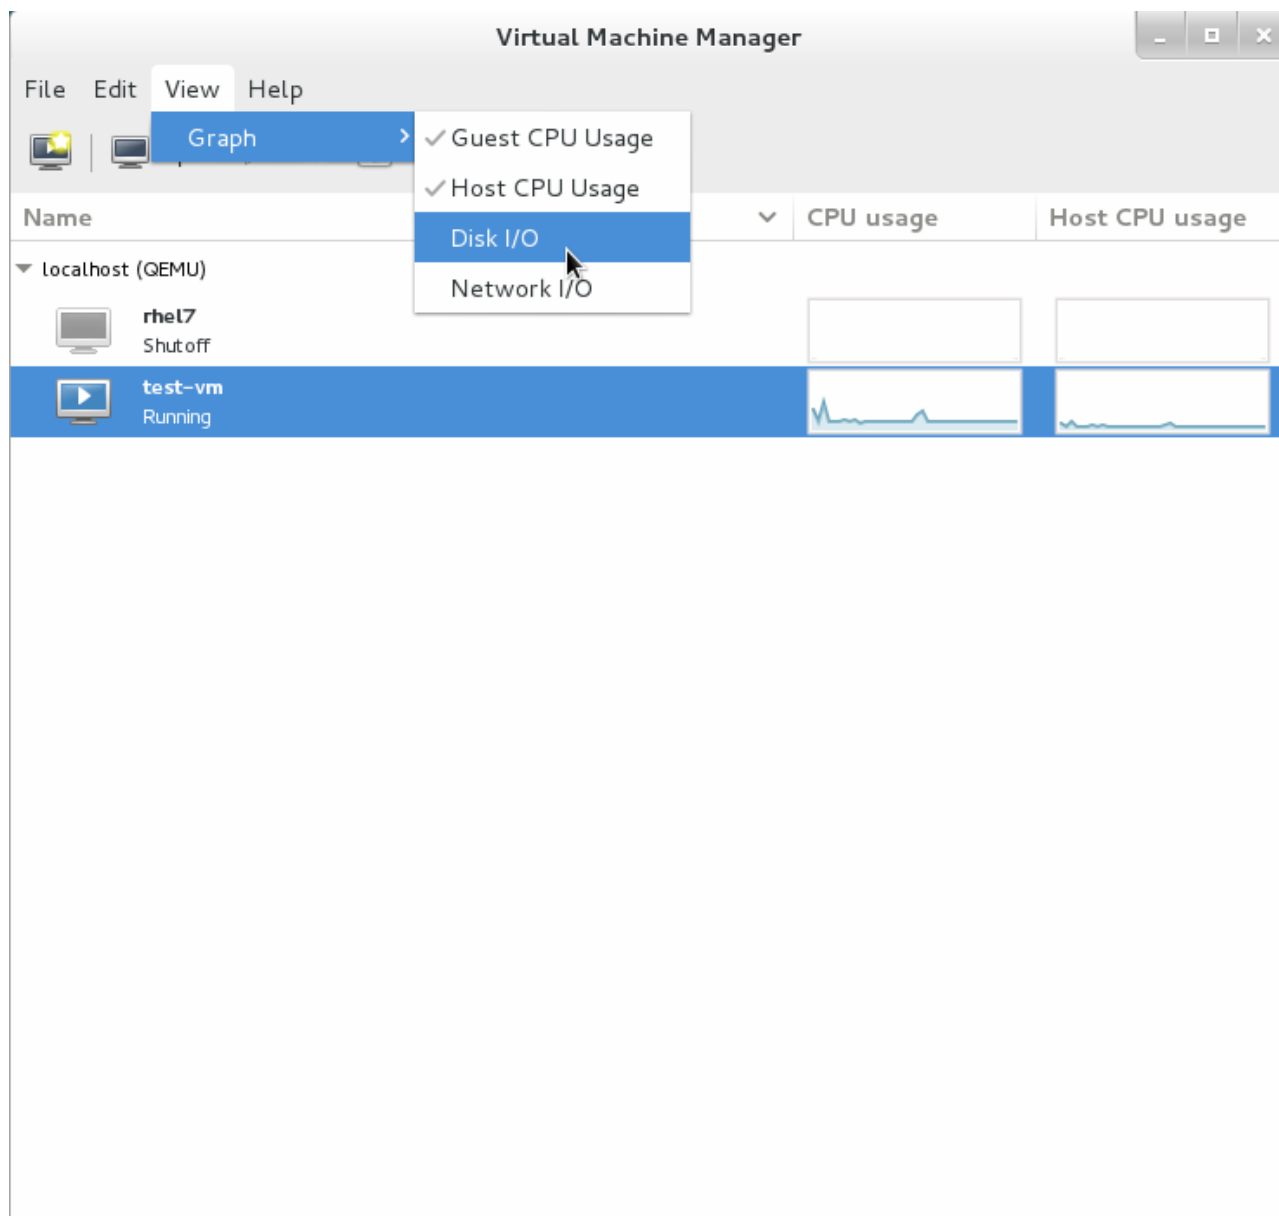 Virtual Machine Manager
File Edit View Help
Graph
Guest CPU Usage
Host CPU Usage
Disk I/O
Network I/O
Name CPU usage Host CPU usage
localhost (QEMU)
rhel7
Shutoff
test-vm
Running